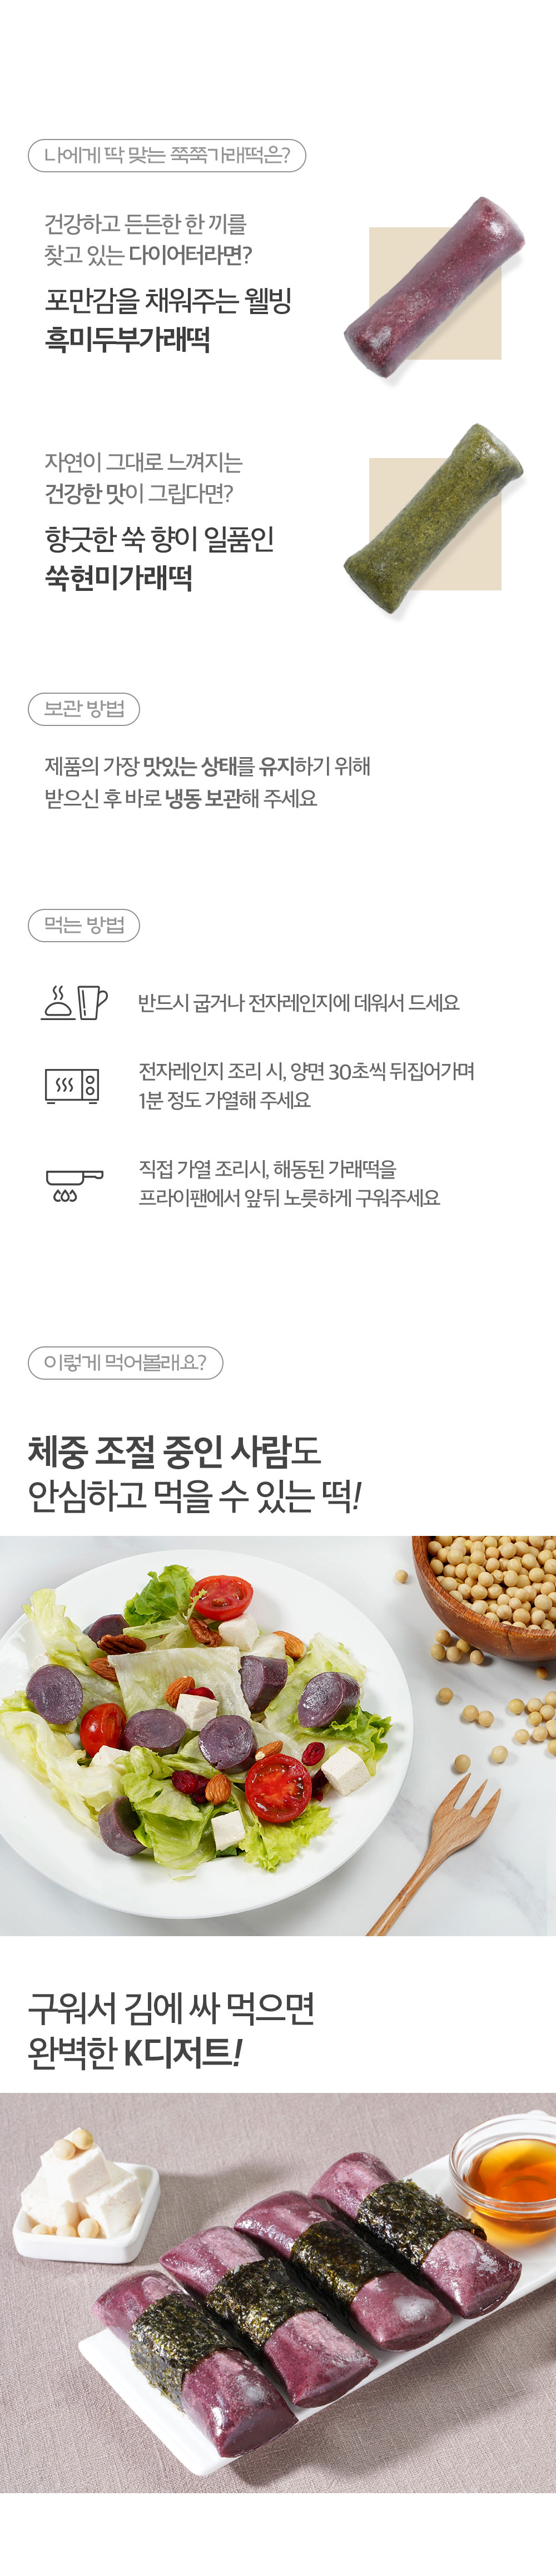 나에게 딱 맞는 쭉쭉가래떡은?
건강하고 든든한 한 끼를
찾고 있는 다이어터라면?
포만감을 채워주는 웰빙
흑미두부가래떡
자연이 그대로 느껴지는
건강한 맛이 그립다면?
향긋한 쑥 향이 일품인
쑥현미가래떡
보관 방법
제품의 가장 맛있는 상태를 유지하기 위해
받으신 후 바로 냉동 보관해 주세요
먹는 방법
반드시 굽거나 전자레인지에 데워서 드세요
전자레인지 조리 시, 양면 30초씩 뒤집어가며
1분 정도 가열해 주세요
직접 가열 조리시, 해동된 가래떡을
프라이팬에서 앞뒤 노릇하게 구워주세요
이렇게 먹어볼래요?
체중 조절 중인 사람도
안심하고 먹을 수 있는 떡!
구워서 김에 싸 먹으면
완벽한 K디저트!